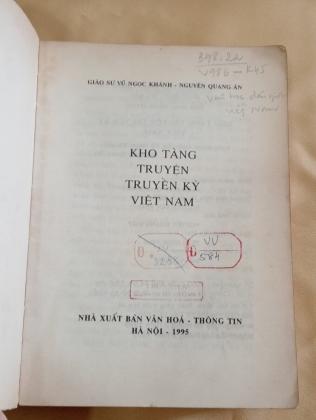 398.22
V986 - K45
GIÁO SƯ VŨ NGỌC KHÁNH - NGUYỄN QUANG ÂN
KHO TÀNG
TRUYỆN
TRUYỀN KỲ
VIỆT NAM
VV
584
NHÀ XUẤT BẢN VĂN HOÁ - THÔNG TIN
HÀ NỘI - 1995